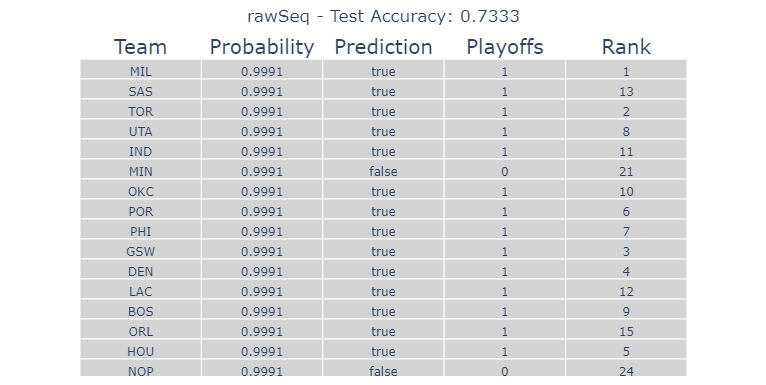 rawSeq - Test Accuracy: 0.7333
Team Probability Prediction Playoffs Rank
MIL 0.9991 true 1 1
SAS 0.9991 true 1 13
TOR 0.9991 true 1 2
UTA 0.9991 true 1 8
IND 0.9991 true 1 11
MIN 0.9991 false 0 21
OKC 0.9991 true 1 10
POR 0.9991 true 1 6
PHI 0.9991 true 1 7
GSW 0.9991 true 1 3
DEN 0.9991 true 1 4
LAC 0.9991 true 1 12
BOS 0.9991 true 1 9
ORL 0.9991 true 1 15
HOU 0.9991 true 1 5
NOP 0.9991 false 0 24